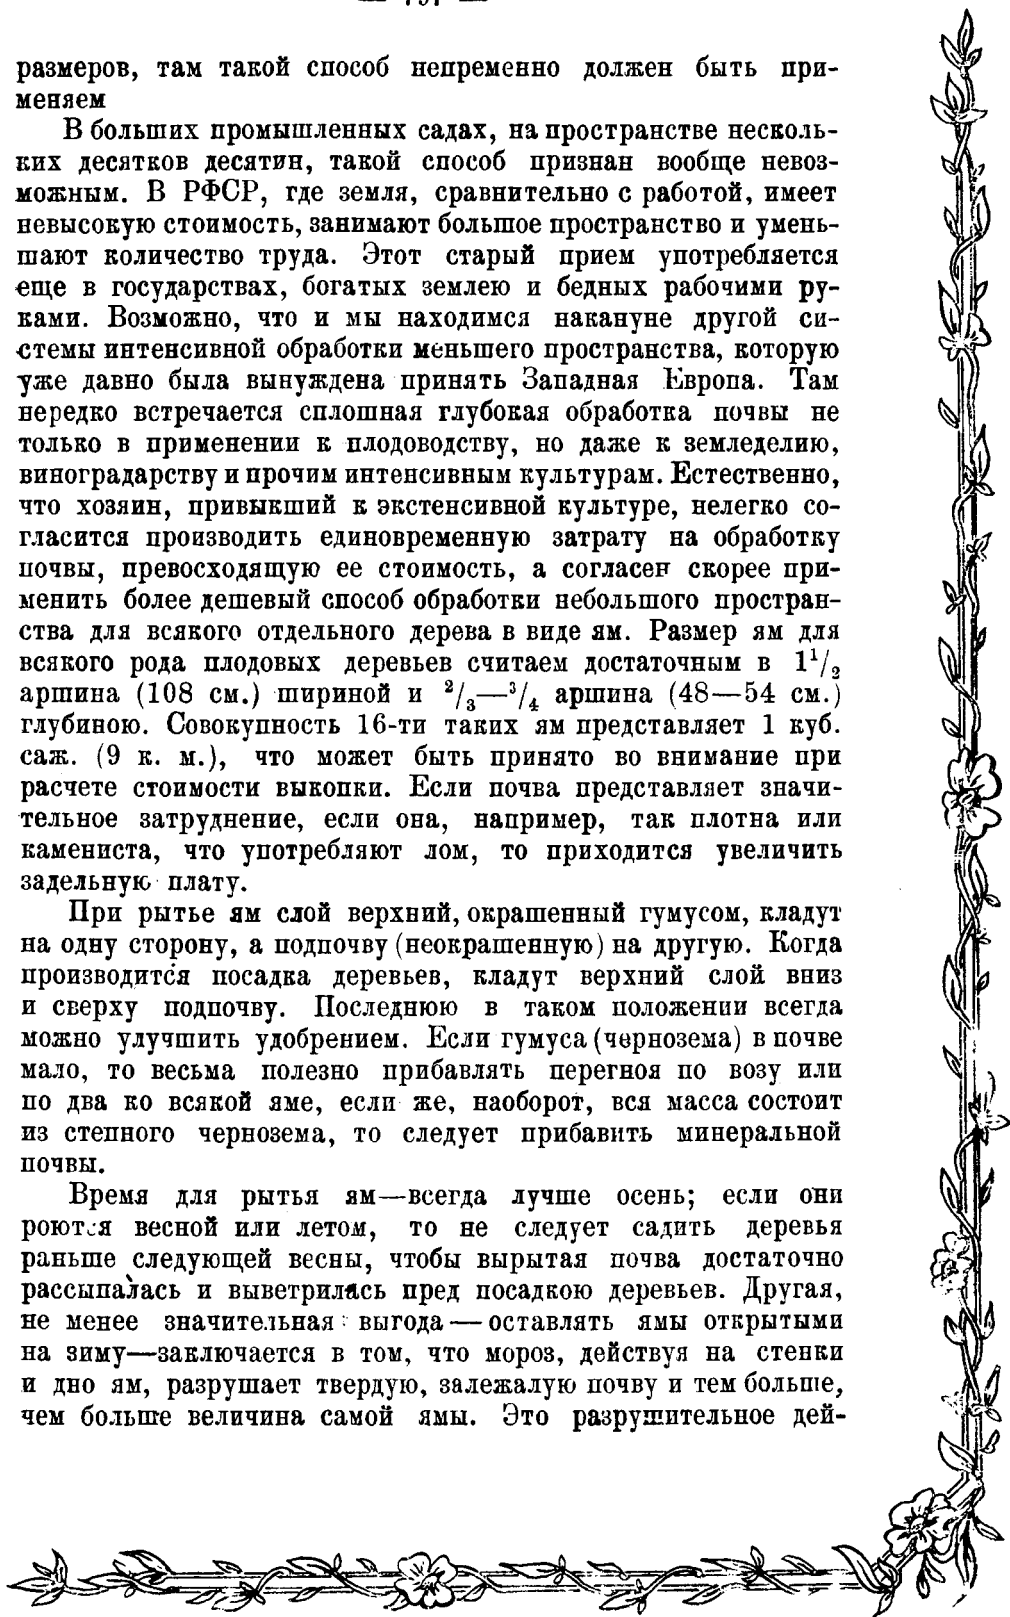 размеров, там такой способ непременно должен быть при-
меняем
В больших промышленных садах, на пространстве несколь-
ких десятков десятин, такой способ признан вообще невоз-
можным. В РФСР, где земля, сравнительно с работой, имеет
невысокую стоимость, занимают большое пространство и умень-
шают количество труда. Этот старый прием употребляется
еще в государствах, богатых землею и бедных рабочими ру-
ками. Возможно, что и мы находимся накануне другой си-
стемы интенсивной обработки меньшего пространства, которую
уже давно была вынуждена принять Западная Европа. Там
нередко встречается сплошная глубокая обработка почвы не
только в применении к плодоводству, но даже к земледелию,
виноградарству и прочим интенсивным культурам. Естественно,
что хозяин, привыкший к экстенсивной культуре, нелегко со-
гласится производить единовременную затрату на обработку
почвы, превосходящую ее стоимость, а согласен скорее при-
менить более дешевый способ обработки небольшого простран-
ства для всякого отдельного дерева в виде ям. Размер ям для
всякого рода плодовых деревьев считаем достаточным в 1¹/₂
аршина (108 см.) шириной и ²/₃—³/₄ аршина (48—54 см.)
глубиною. Совокупность 16-ти таких ям представляет 1 куб.
саж. (9 к. м.), что может быть принято во внимание при
расчете стоимости выкопки. Если почва представляет значи-
тельное затруднение, если она, например, так плотна или
камениста, что употребляют лом, то приходится увеличить
задельную плату.
При рытье ям слой верхний, окрашенный гумусом, кладут
на одну сторону, а подпочву (неокрашенную) на другую. Когда
производится посадка деревьев, кладут верхний слой вниз
и сверху подпочву. Последнюю в таком положении всегда
можно улучшить удобрением. Если гумуса (чернозема) в почве
мало, то весьма полезно прибавлять перегноя по возу или
по два ко всякой яме, если же, наоборот, вся масса состоит
из степного чернозема, то следует прибавить минеральной
почвы.
Время для рытья ям—всегда лучше осень; если они
роются весной или летом, то не следует садить деревья
раньше следующей весны, чтобы вырытая почва достаточно
рассыпалась и выветрилась пред посадкою деревьев. Другая,
не менее значительная выгода — оставлять ямы открытыми
на зиму—заключается в том, что мороз, действуя на стенки
и дно ям, разрушает твердую, залежалую почву и тем больше,
чем больше величина самой ямы. Это разрушительное дей-